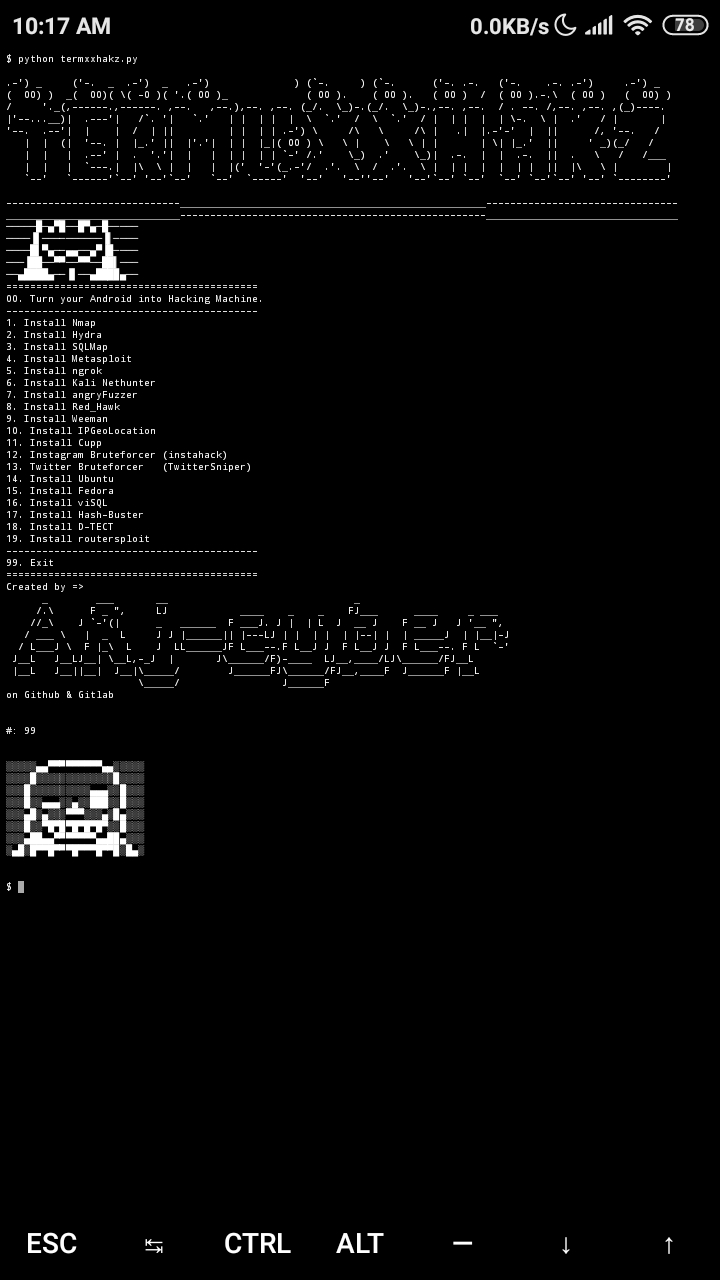 10:17 AM
0.0KB/s
78
$ python termxxhakz.py
TERMUXXHAKZ
00. Turn your Android into Hacking Machine.
1. Install Nmap
2. Install Hydra
3. Install SQLMap
4. Install Metasploit
5. Install ngrok
6. Install Kali Nethunter
7. Install angryFuzzer
8. Install Red_Hawk
9. Install Weeman
10. Install IPGeoLocation
11. Install Cupp
12. Instagram Bruteforcer (instahack)
13. Twitter Bruteforcer (TwitterSniper)
14. Install Ubuntu
15. Install Fedora
16. Install viSQL
17. Install Hash-Buster
18. Install D-TECT
19. Install routersploit
99. Exit
Created by =>
on Github & Gitlab
#: 99
$
ESC
CTRL
ALT